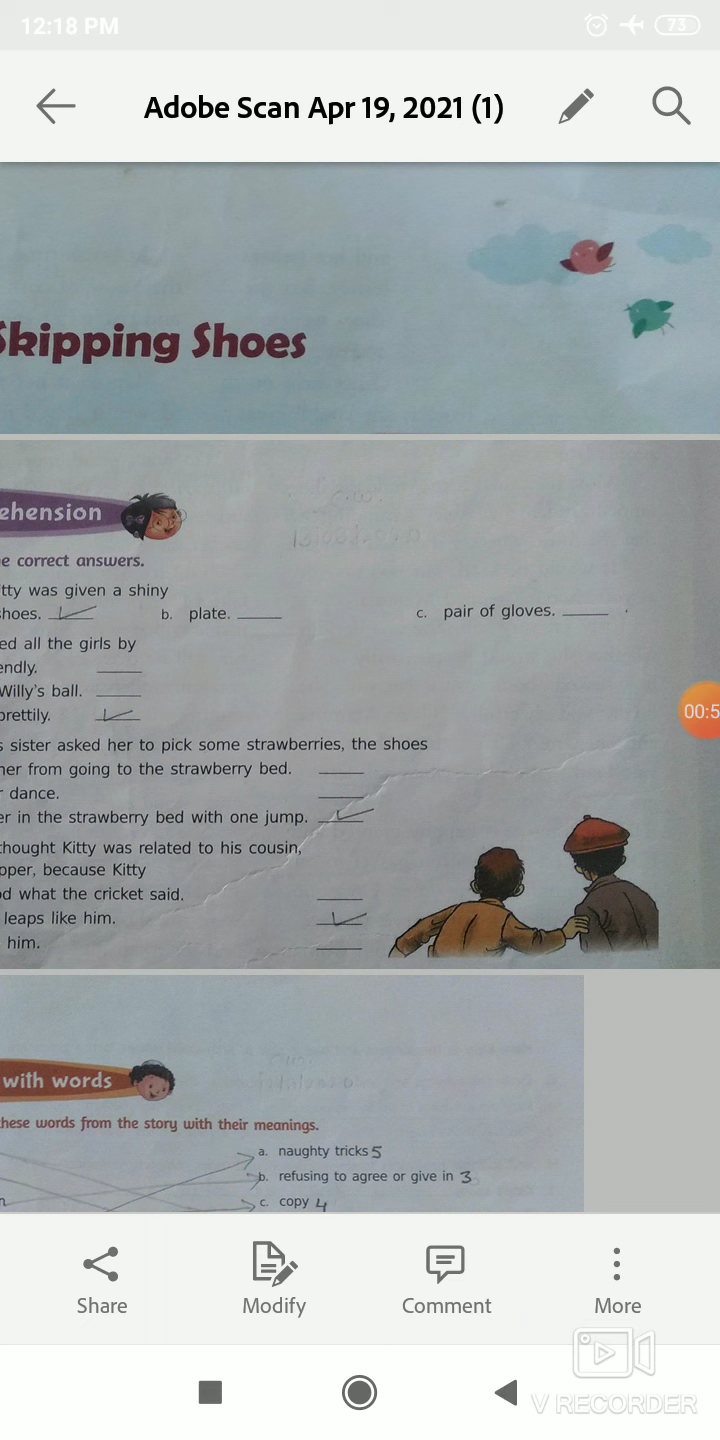 12:18 PM
73
Adobe Scan Apr 19, 2021 (1)
Skipping Shoes
ehension
e correct answers.
tty was given a shiny
shoes. b. plate. c. pair of gloves.
ed all the girls by
endly.
Willy's ball.
prettily.
00:5
s sister asked her to pick some strawberries, the shoes
her from going to the strawberry bed.
r dance.
er in the strawberry bed with one jump.
thought Kitty was related to his cousin,
oper, because Kitty
od what the cricket said.
leaps like him.
him.
with words
these words from the story with their meanings.
a. naughty tricks 5
b. refusing to agree or give in 3
c. copy 4
n
Share
Modify
Comment
More
V RECORDER